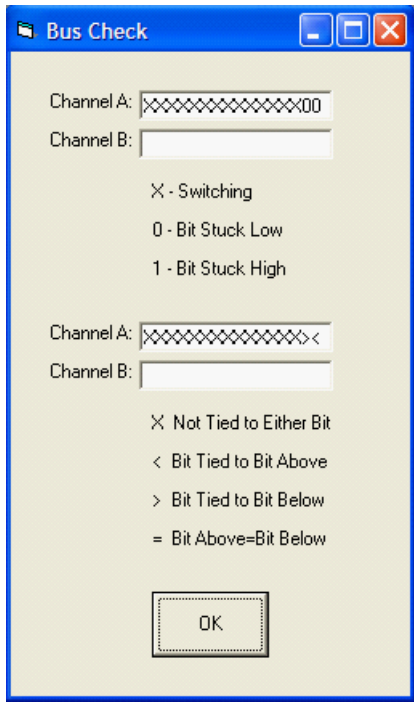 Bus Check
Channel A: XXXXXXXXXXXXXX00
Channel B:
X - Switching
0 - Bit Stuck Low
1 - Bit Stuck High
Channel A: XXXXXXXXXXXXXX><
Channel B:
X Not Tied to Either Bit
< Bit Tied to Bit Above
> Bit Tied to Bit Below
= Bit Above=Bit Below
OK